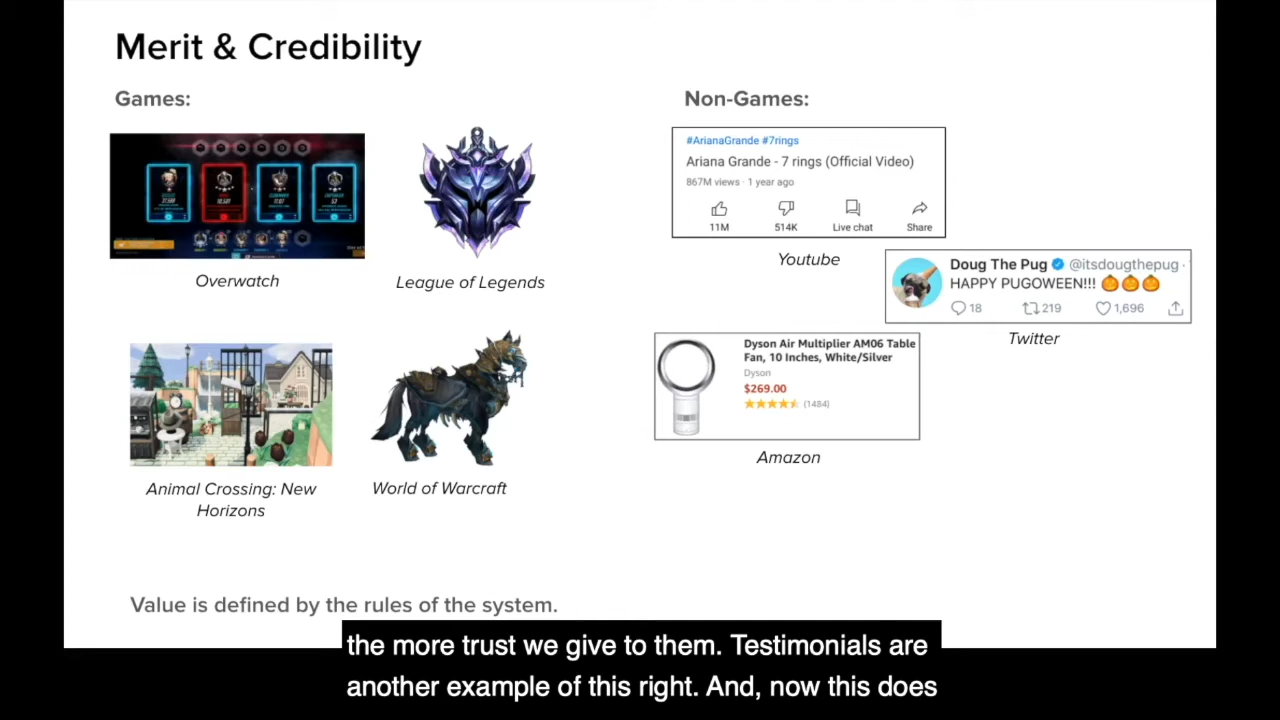 Merit & Credibility
Games:
Non-Games:
Overwatch
League of Legends
Animal Crossing: New
Horizons
World of Warcraft
#ArianaGrande #7rings
Ariana Grande - 7 rings (Official Video)
867M views · 1 year ago
11M 514K Live chat Share
Youtube
Doug The Pug @itsdougthepug ·
HAPPY PUGOWEEN!!! 🎃🎃🎃
18 219 1,696
Twitter
Dyson Air Multiplier AM06 Table
Fan, 10 Inches, White/Silver
Dyson
$269.00
(1484)
Amazon
Value is defined by the rules of the system.
the more trust we give to them. Testimonials are
another example of this right. And, now this does